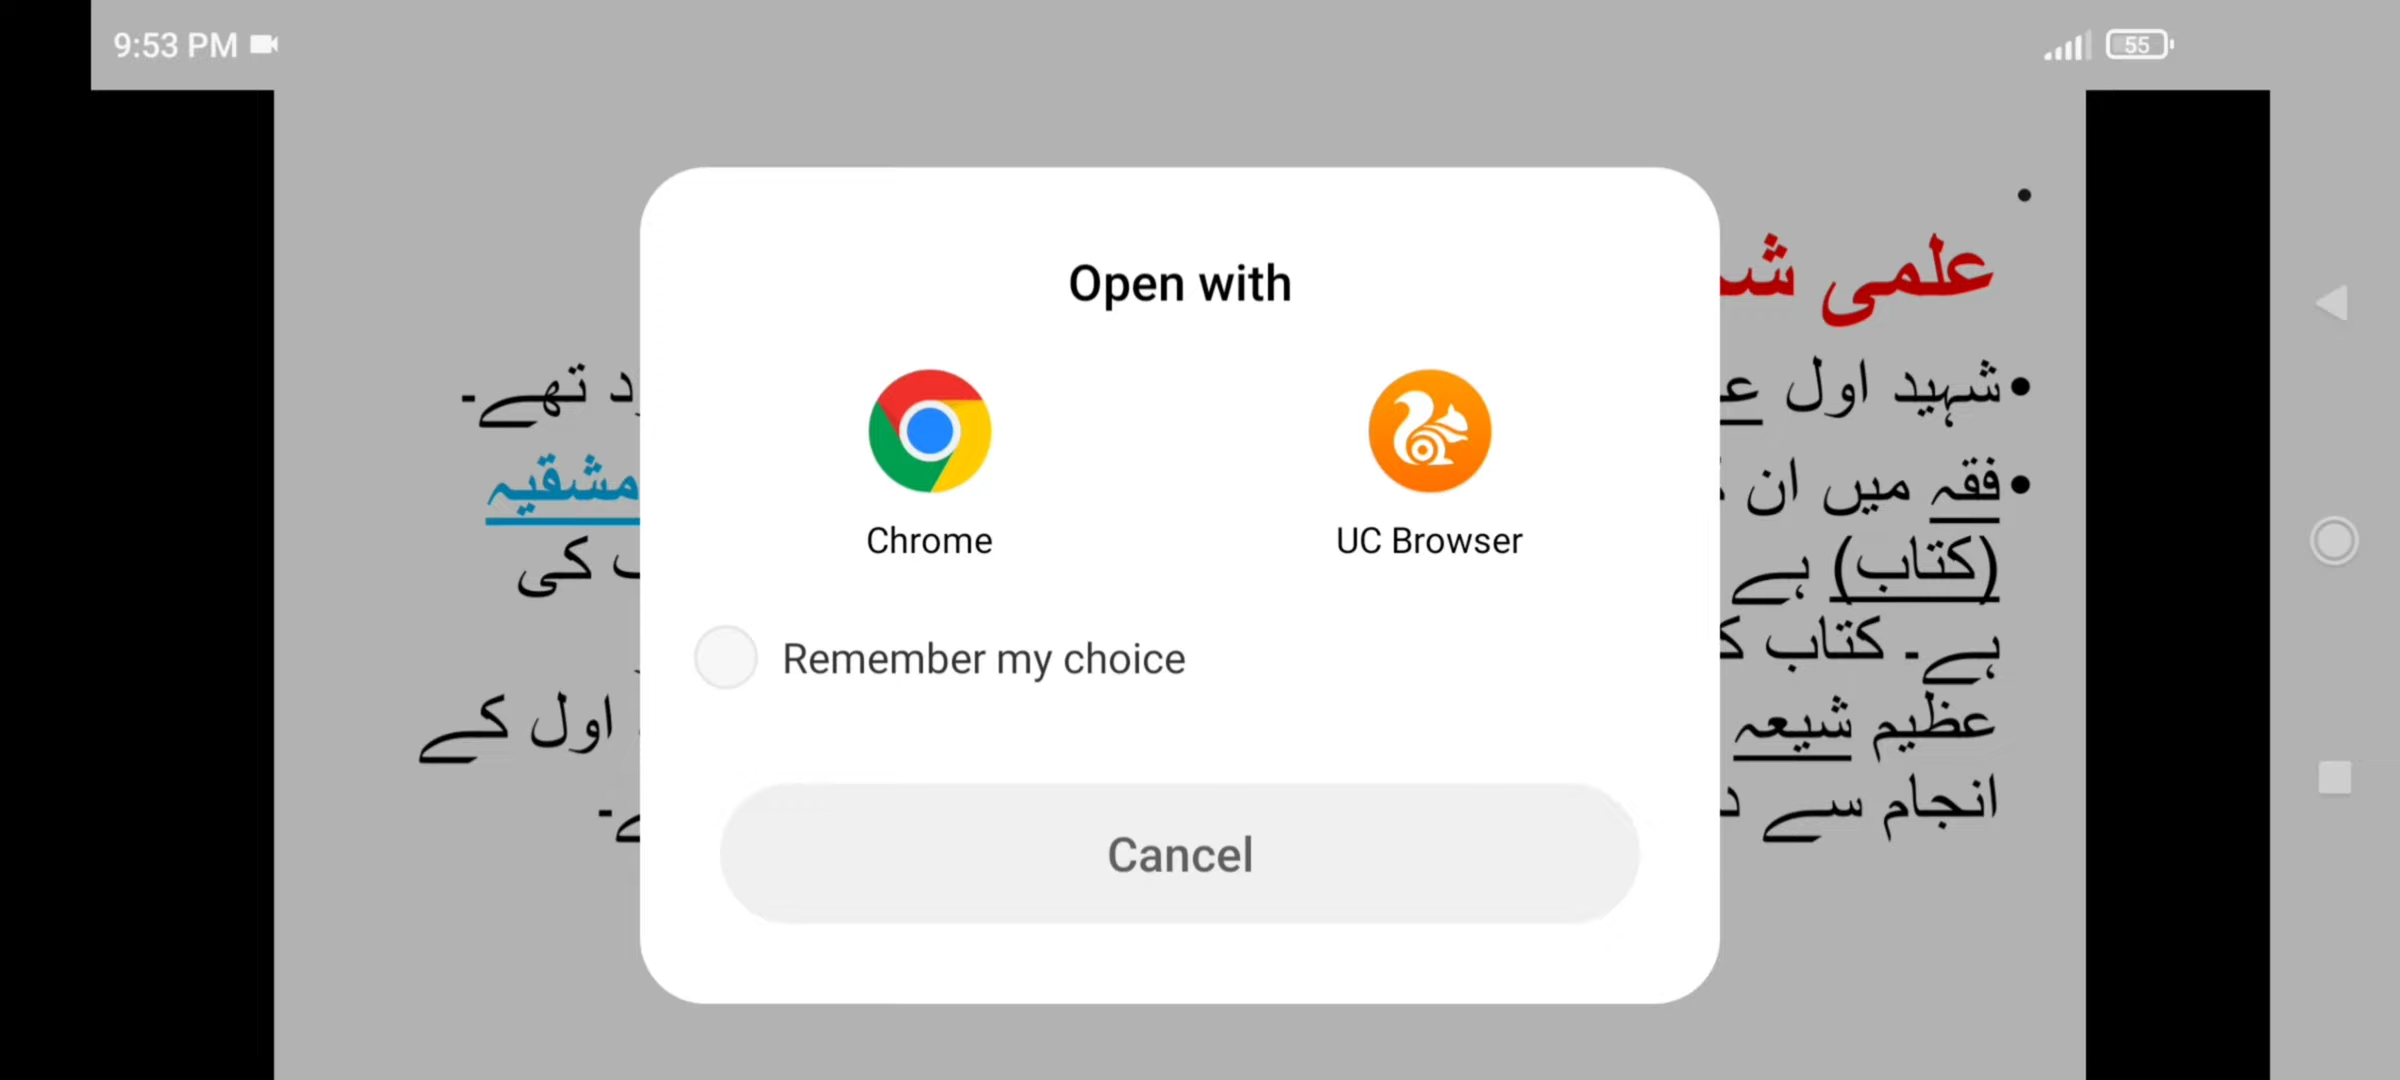 9:53 PM
55
علمی
شہید اول
د تھے۔
فقہ میں ان
مشقیہ
(کتاب) ہے
کی
ہے۔ کتاب
عظیم شیعہ
اول کے
انجام سے
Open with
Chrome
UC Browser
Remember my choice
Cancel